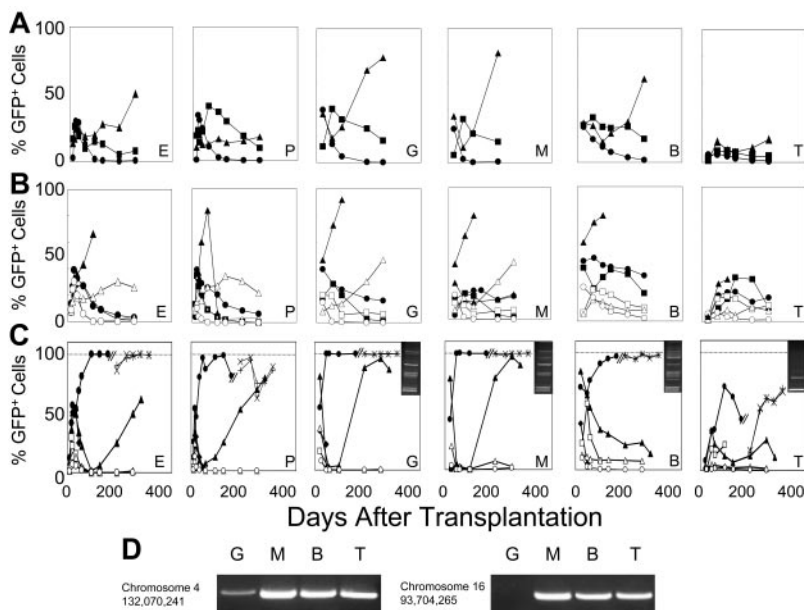 A
100
50
0
% GFP+ Cells
E P G M B T
B
100
50
0
% GFP+ Cells
E P G M B T
C
100
50
0
% GFP+ Cells
E P G M B T
0 200 400 0 200 400 0 200 400 0 200 400 0 200 400 0 200 400
Days After Transplantation
D
G M B T G M B T
Chromosome 4
132,070,241
Chromosome 16
93,704,265